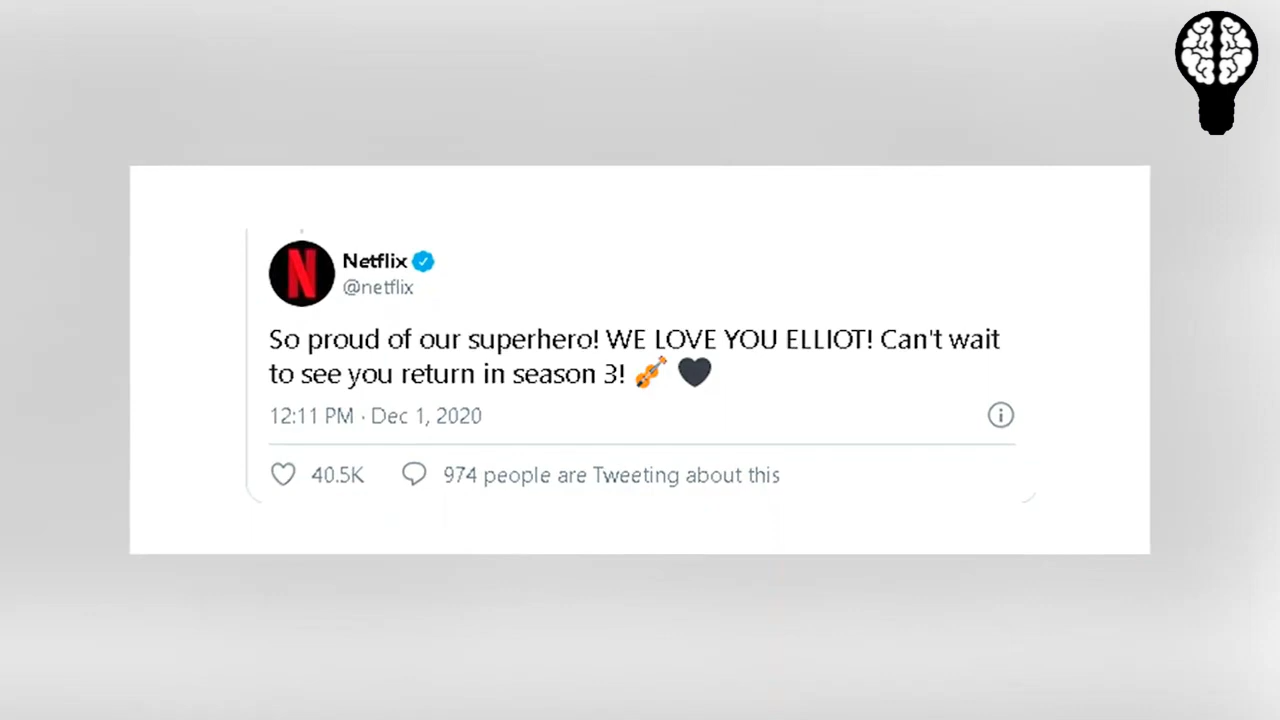 Netflix
@netflix
So proud of our superhero! WE LOVE YOU ELLIOT! Can't wait
to see you return in season 3! 🎻 🖤
12:11 PM · Dec 1, 2020
40.5K 974 people are Tweeting about this